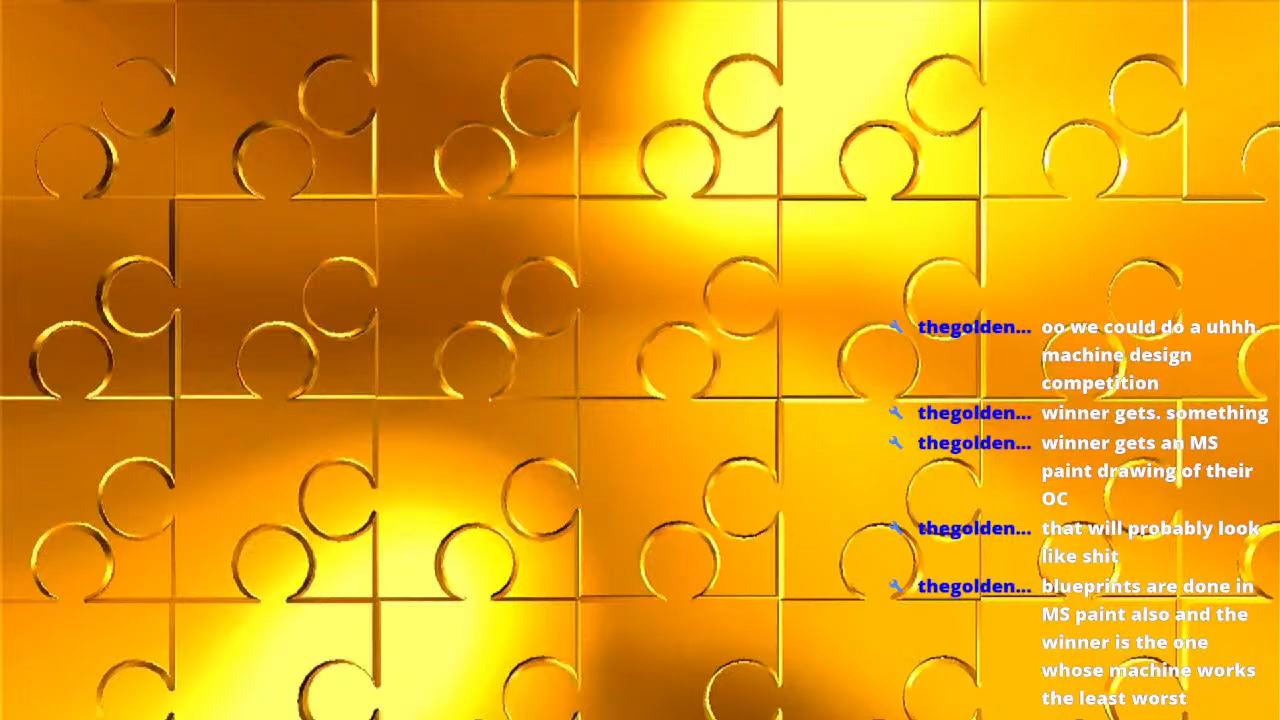 thegolden... oo we could do a uhhh
machine design
competition
thegolden... winner gets. something
thegolden... winner gets an MS
paint drawing of their
OC
thegolden... that will probably look
like shit
thegolden... blueprints are done in
MS paint also and the
winner is the one
whose machine works
the least worst